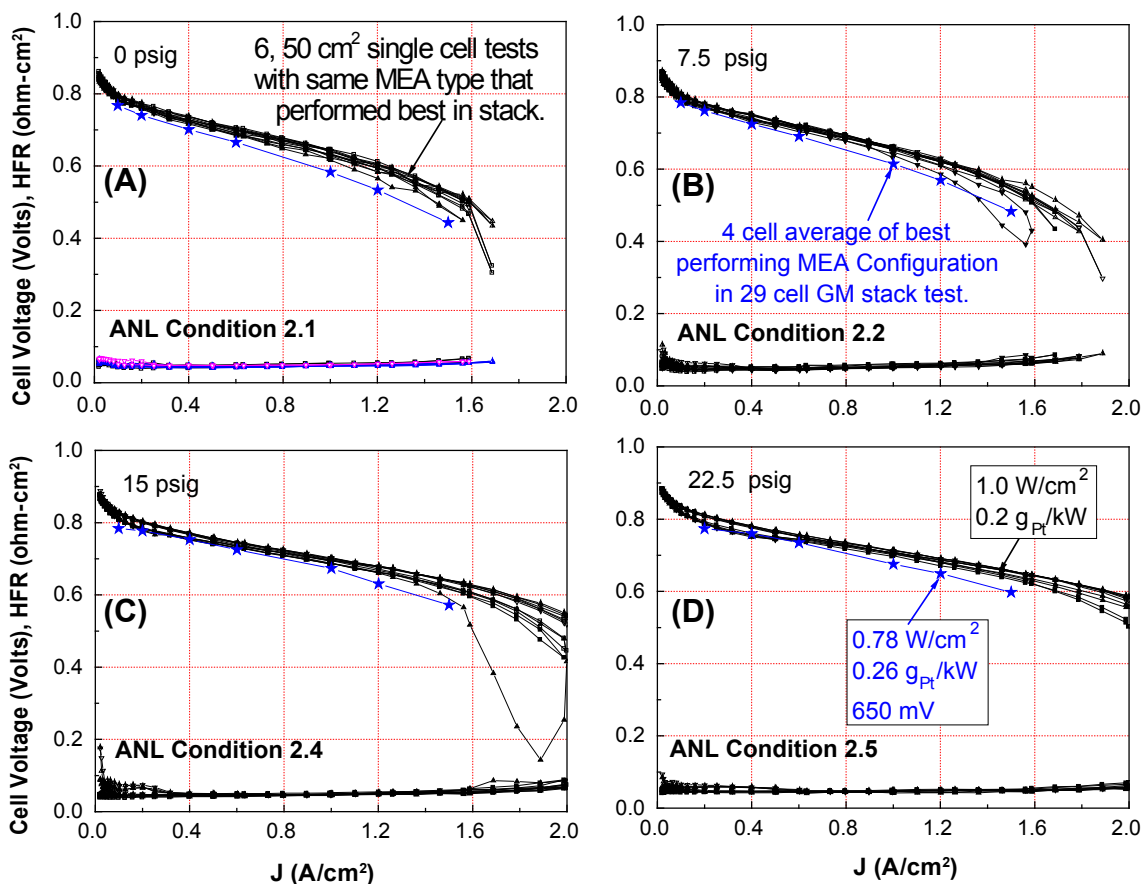 Cell Voltage (Volts), HFR (ohm-cm²)
1.0
0.8
0.6
0.4
0.2
0.0
0 psig
6, 50 cm² single cell tests
with same MEA type that
performed best in stack.
(A)
ANL Condition 2.1
0.0 0.4 0.8 1.2 1.6 2.0
1.0
0.8
0.6
0.4
0.2
0.0
7.5 psig
(B)
4 cell average of best
performing MEA Configuration
in 29 cell GM stack test.
ANL Condition 2.2
0.0 0.4 0.8 1.2 1.6 2.0
Cell Voltage (Volts), HFR (ohm-cm²)
1.0
0.8
0.6
0.4
0.2
0.0
15 psig
(C)
ANL Condition 2.4
0.0 0.4 0.8 1.2 1.6 2.0
J (A/cm²)
1.0
0.8
0.6
0.4
0.2
0.0
22.5 psig
1.0 W/cm²
0.2 g_Pt/kW
(D)
0.78 W/cm²
0.26 g_Pt/kW
650 mV
ANL Condition 2.5
0.0 0.4 0.8 1.2 1.6 2.0
J (A/cm²)